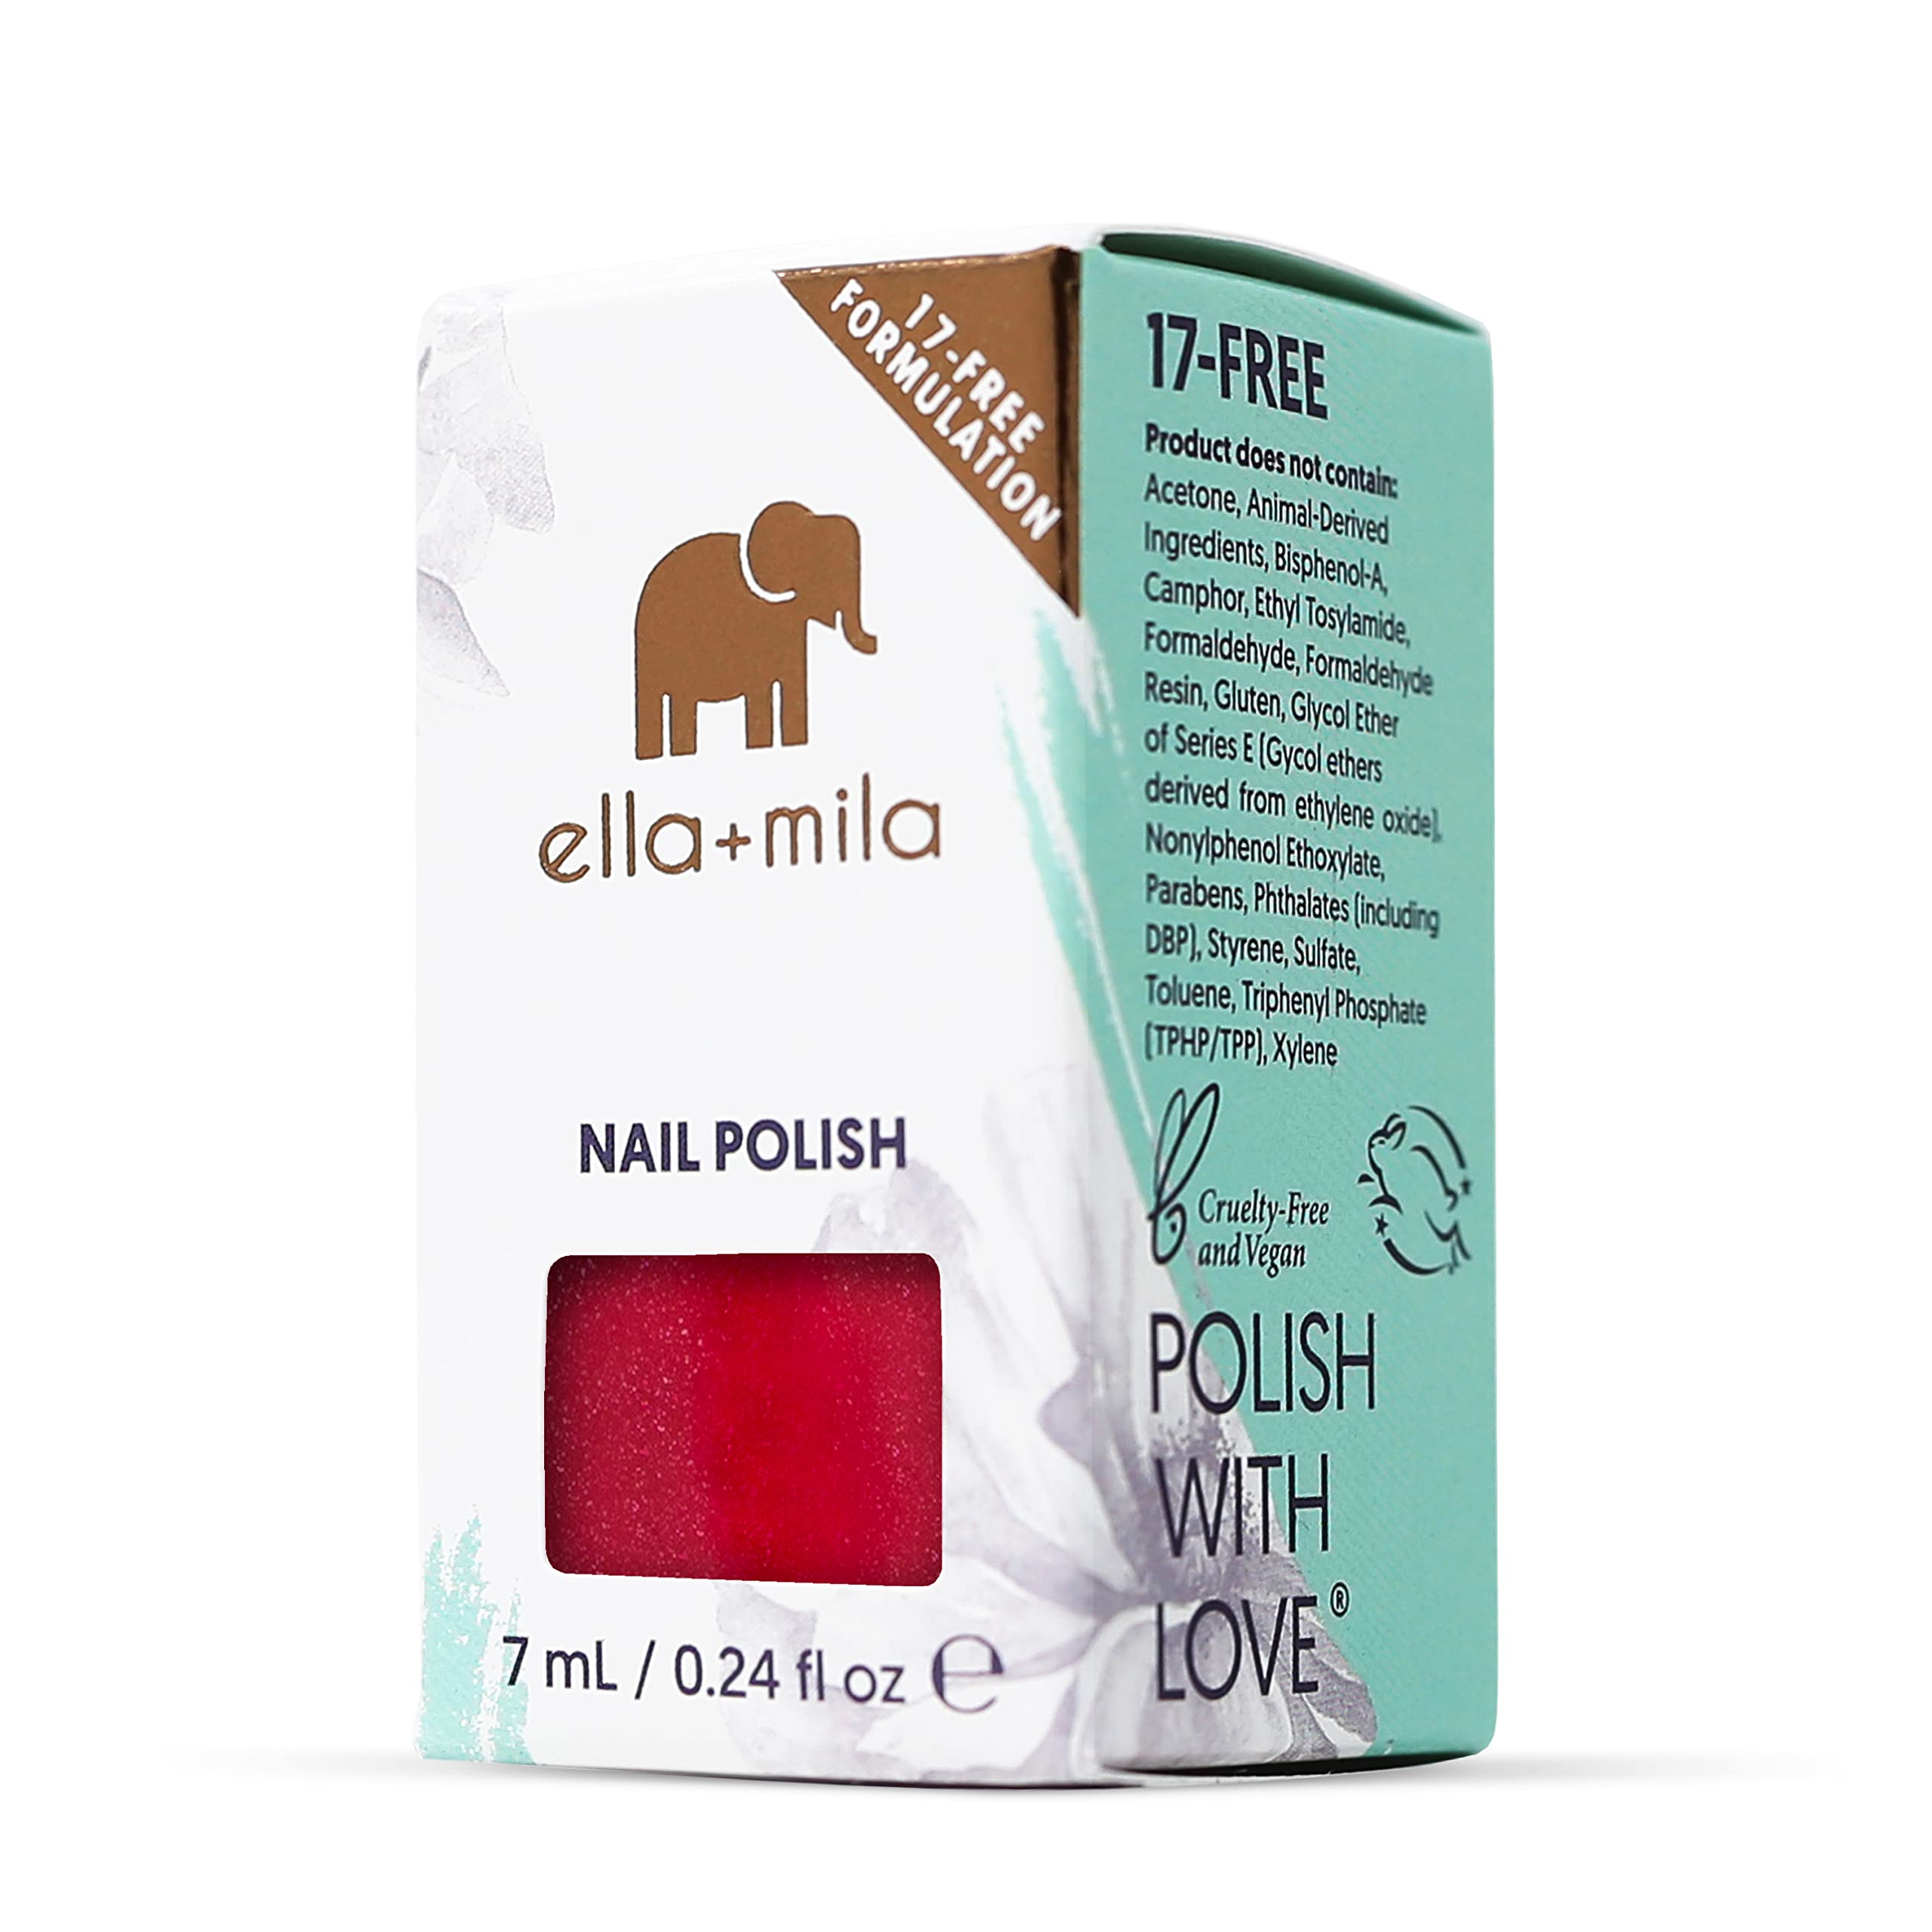 17-FREE
FORMULATION
ella+mila
NAIL POLISH
7 mL / 0.24 fl oz ℮
17-FREE
Product does not contain:
Acetone, Animal-Derived
Ingredients, Bisphenol-A,
Camphor, Ethyl Tosylamide,
Formaldehyde, Formaldehyde
Resin, Gluten, Glycol Ether
of Series E (Gycol ethers
derived from ethylene oxide),
Nonylphenol Ethoxylate,
Parabens, Phthalates (including
DBP), Styrene, Sulfate,
Toluene, Triphenyl Phosphate
(TPHP/TPP), Xylene
Cruelty-Free
and Vegan
POLISH
WITH
LOVE®